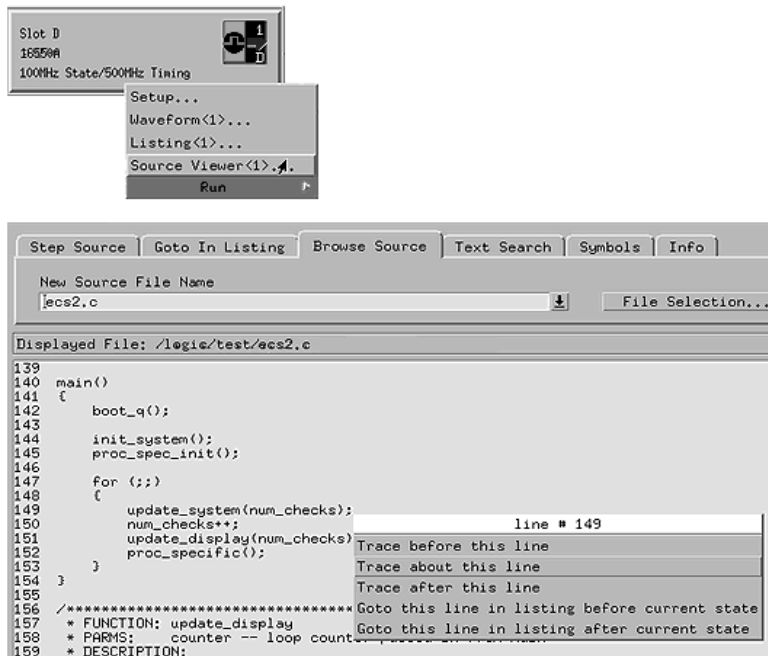 Slot D
16550A
100MHz State/500MHz Timing
1
D
Setup...
Waveform<1>...
Listing<1>...
Source Viewer<1>...
Run
Step Source Goto In Listing Browse Source Text Search Symbols Info
New Source File Name
ecs2.c File Selection...
Displayed File: /logic/test/ecs2.c
139
140 main()
141 {
142 boot_q();
143
144 init_system();
145 proc_spec_init();
146
147 for (;;)
148 {
149 update_system(num_checks);
150 num_checks++;
151 update_display(num_checks)
152 proc_specific();
153 }
154 }
155
156 /********************************
157 * FUNCTION: update_display
158 * PARMS: counter -- loop count
159 * DESCRIPTION:
line # 149
Trace before this line
Trace about this line
Trace after this line
Goto this line in listing before current state
Goto this line in listing after current state